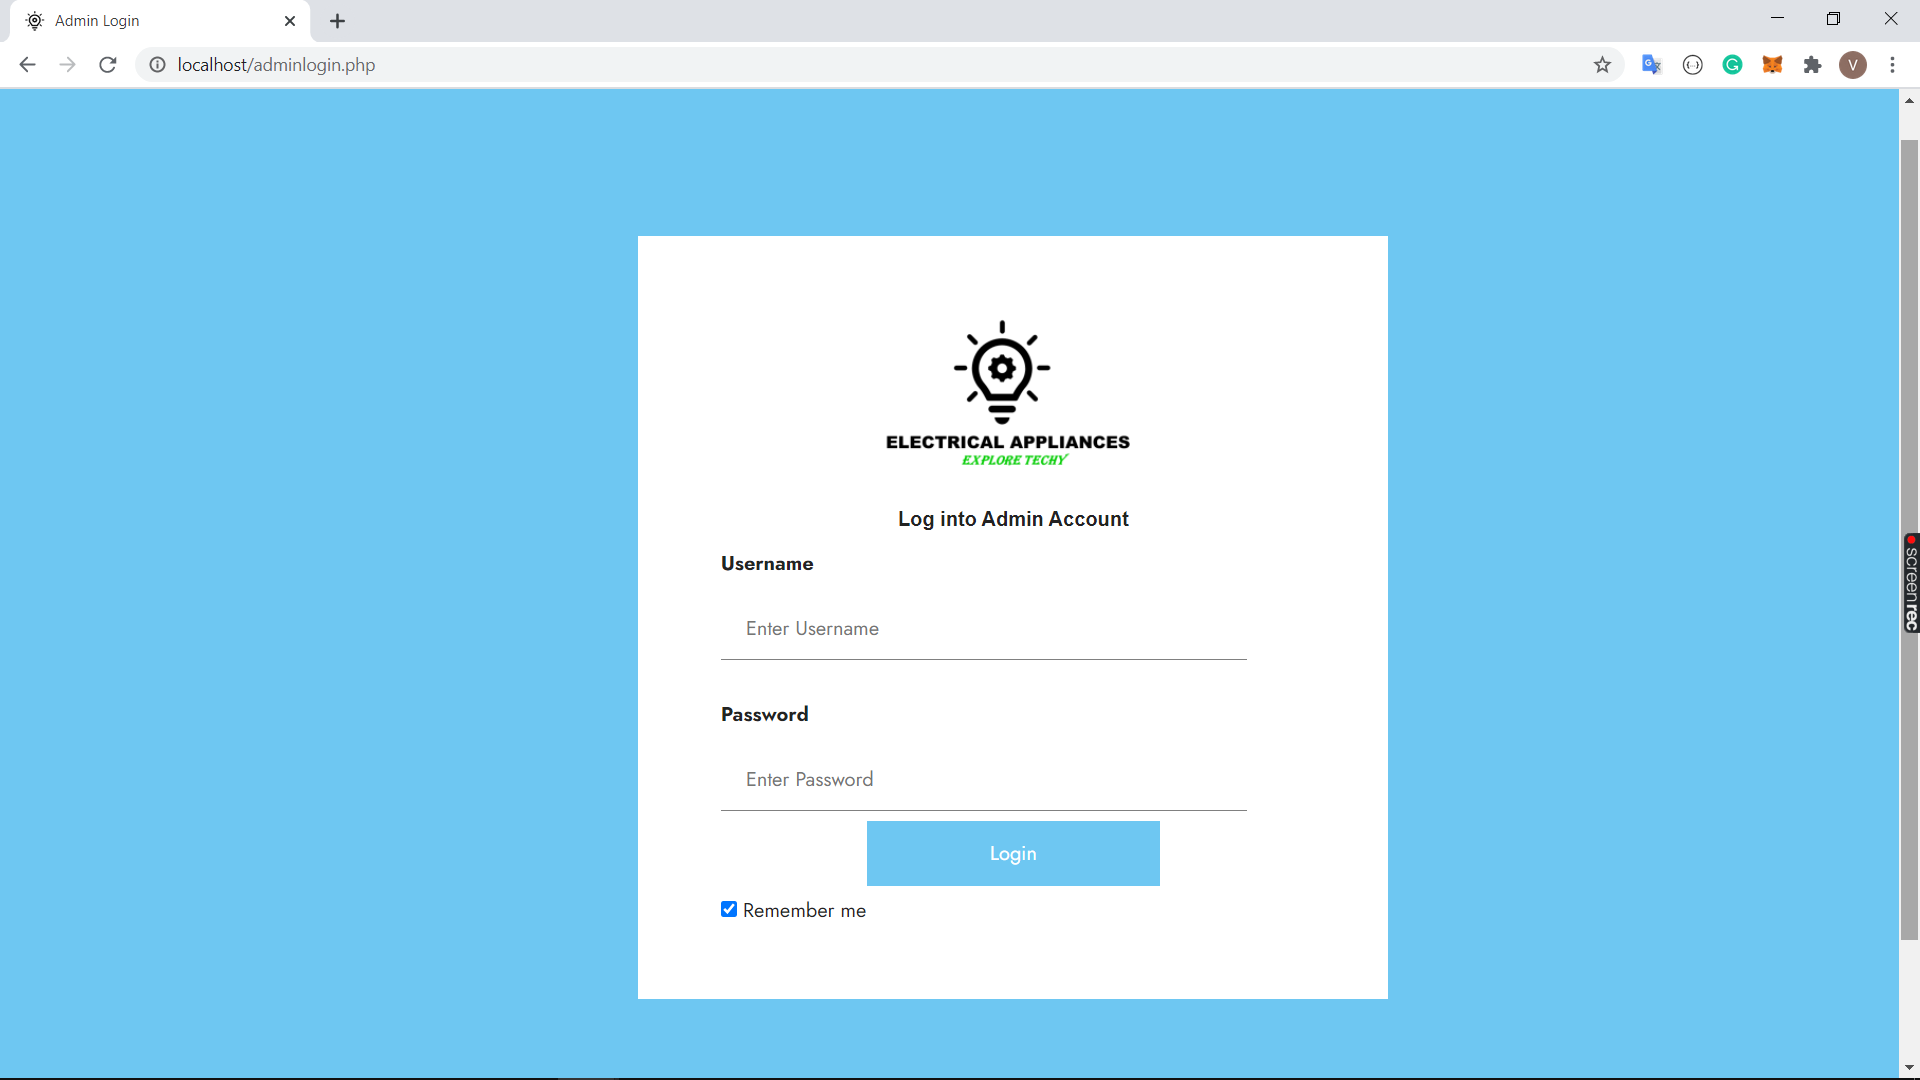 Admin Login
localhost/adminlogin.php
V
ELECTRICAL APPLIANCES
EXPLORE TECHY
Log into Admin Account
Username
Enter Username
Password
Enter Password
Login
Remember me
screenrec